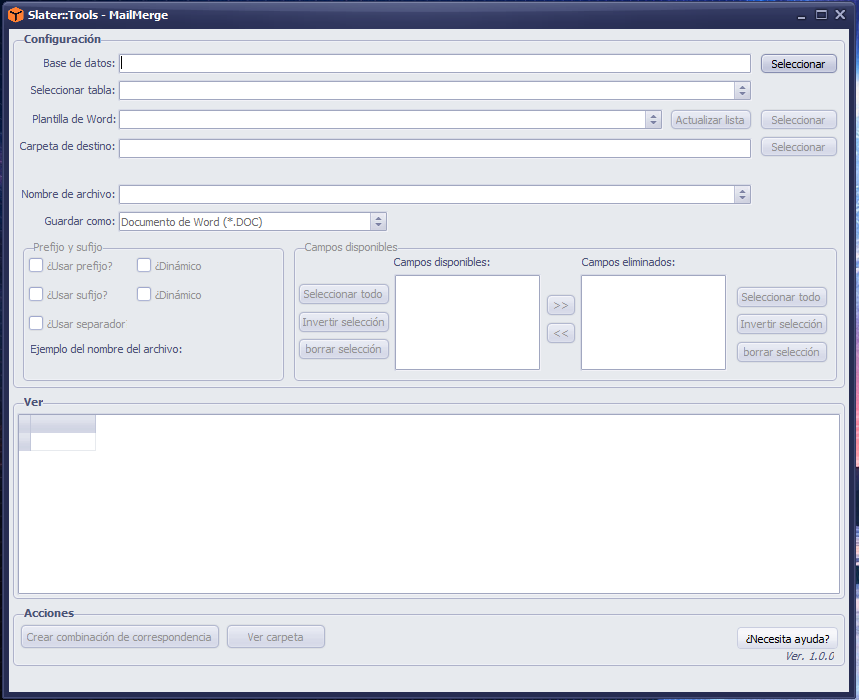 Slater::Tools - MailMerge
Configuración
Base de datos:
Seleccionar
Seleccionar tabla:
Plantilla de Word:
Actualizar lista
Seleccionar
Carpeta de destino:
Seleccionar
Nombre de archivo:
Guardar como:
Documento de Word (*.DOC)
Prefijo y sufijo
¿Usar prefijo?
¿Dinámico
¿Usar sufijo?
¿Dinámico
¿Usar separador
Ejemplo del nombre del archivo:
Campos disponibles
Campos disponibles:
Campos eliminados:
Seleccionar todo
Invertir selección
borrar selección
>>
<<
Seleccionar todo
Invertir selección
borrar selección
Ver
Acciones
Crear combinación de correspondencia
Ver carpeta
¿Necesita ayuda?
Ver. 1.0.0